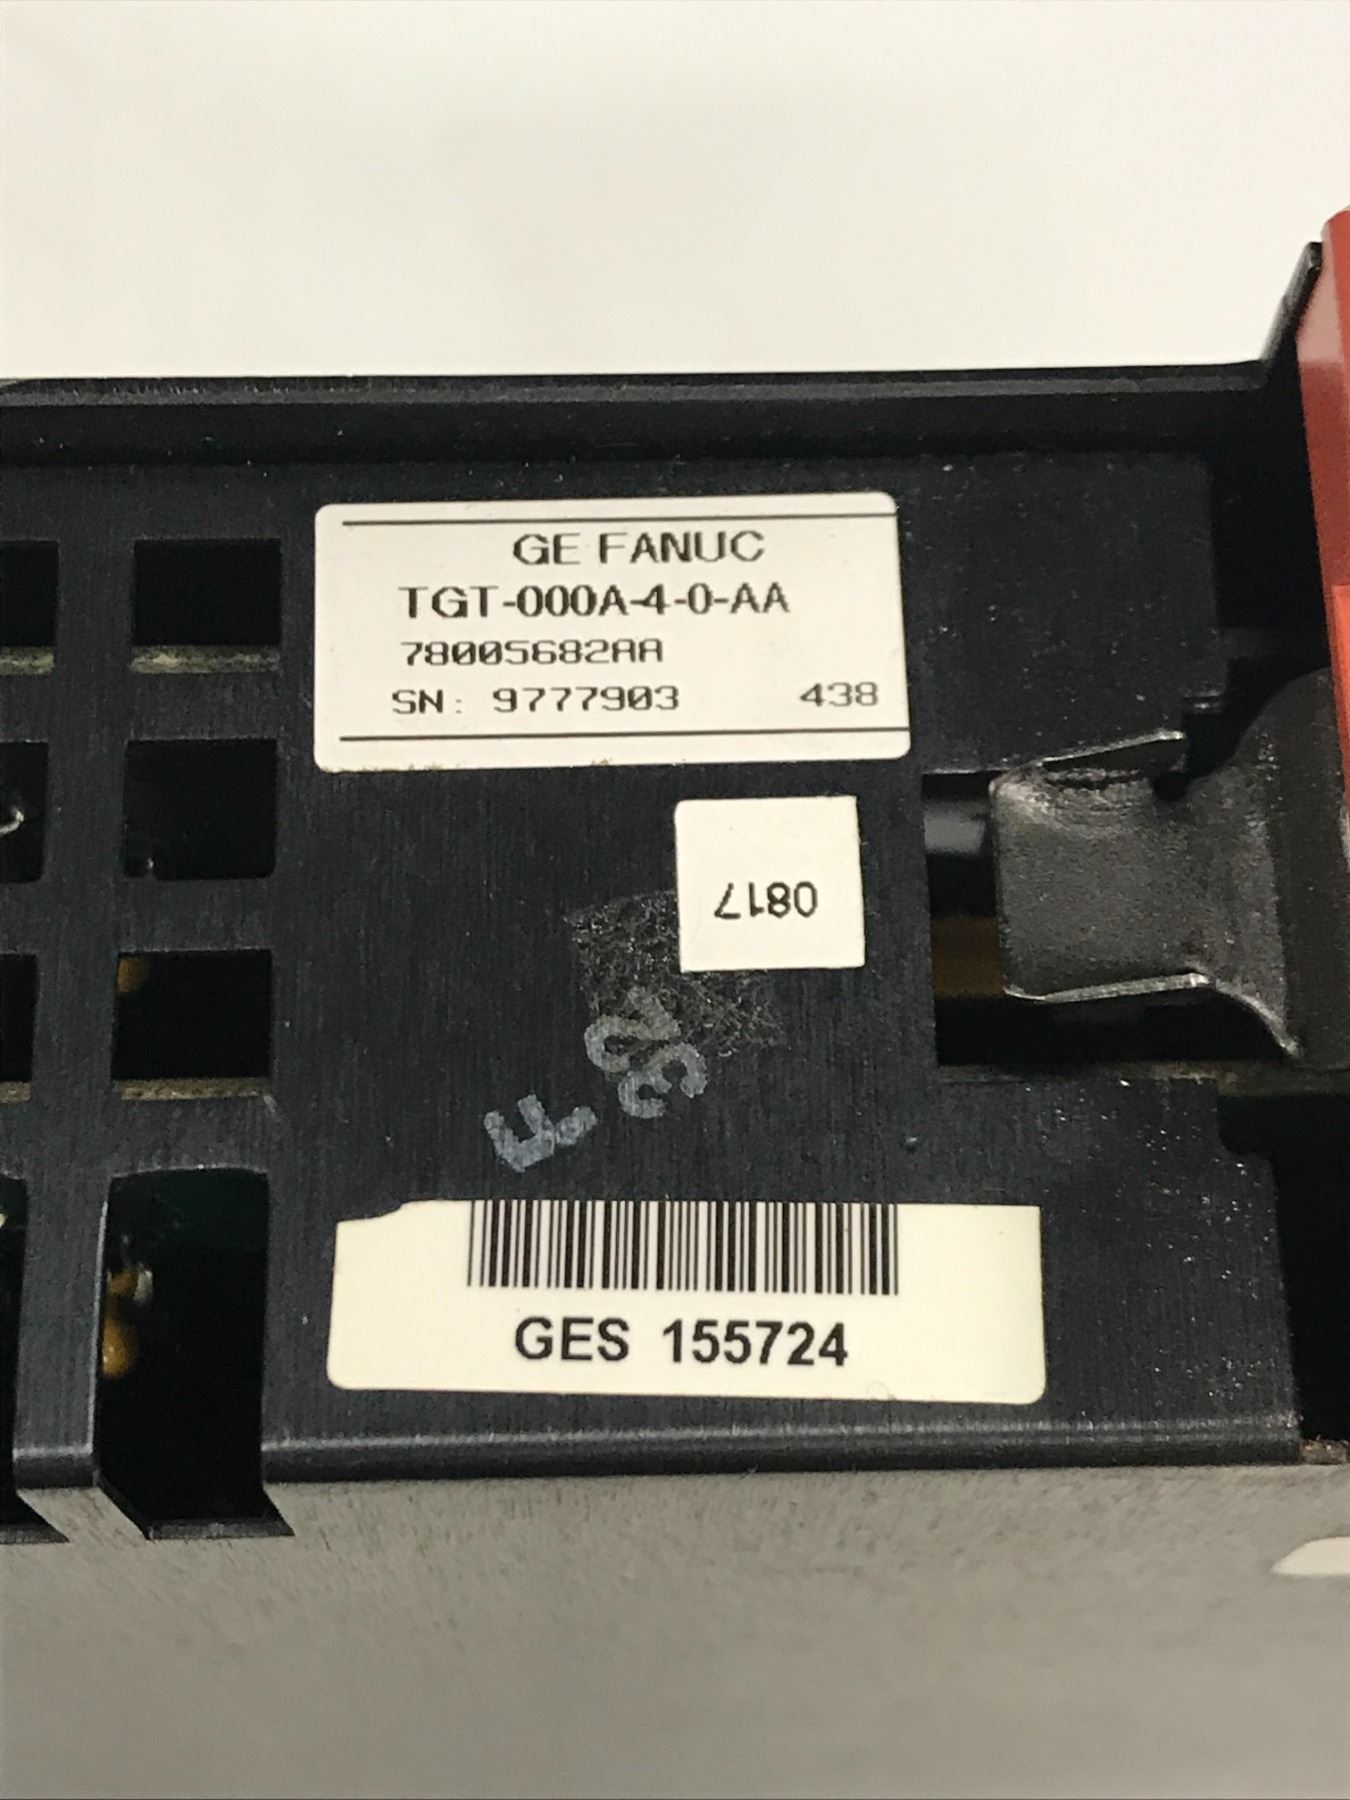 GE FANUC
TGT-000A-4-0-AA
78005682AA
SN: 9777903 438
0817
GES 155724